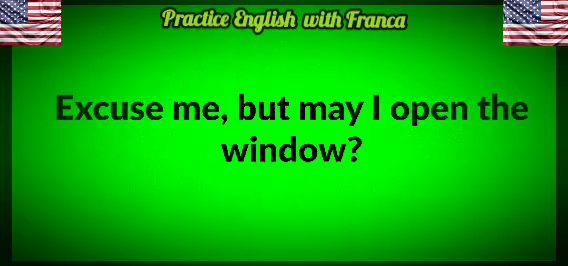 Practice English with Franca
Excuse me, but may I open the
window?